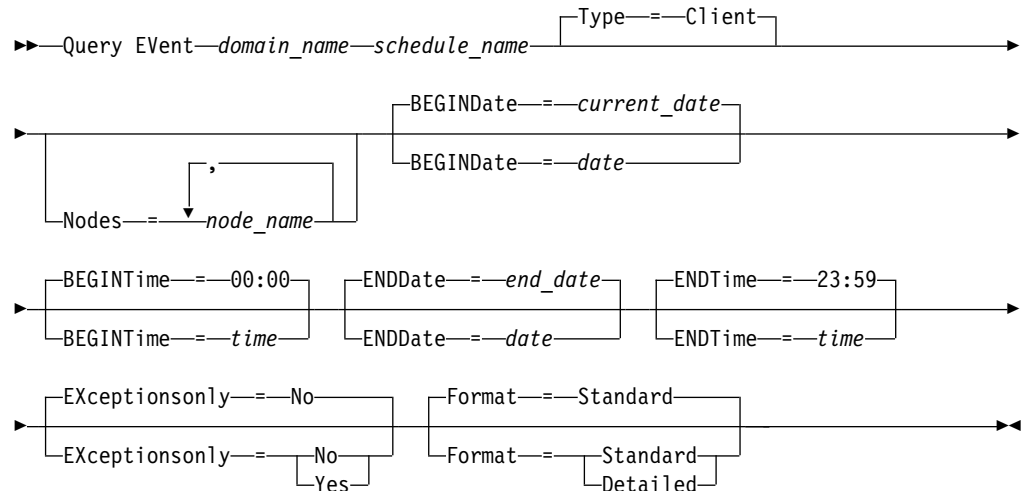 Type = Client
Query EVent domain_name schedule_name
BEGINDate = current_date
BEGINDate = date
,
Nodes = node_name
BEGINTime = 00:00
BEGINTime = time
ENDDate = end_date
ENDDate = date
ENDTime = 23:59
ENDTime = time
EXceptionsonly = No
EXceptionsonly = No
Yes
Format = Standard
Format = Standard
Detailed